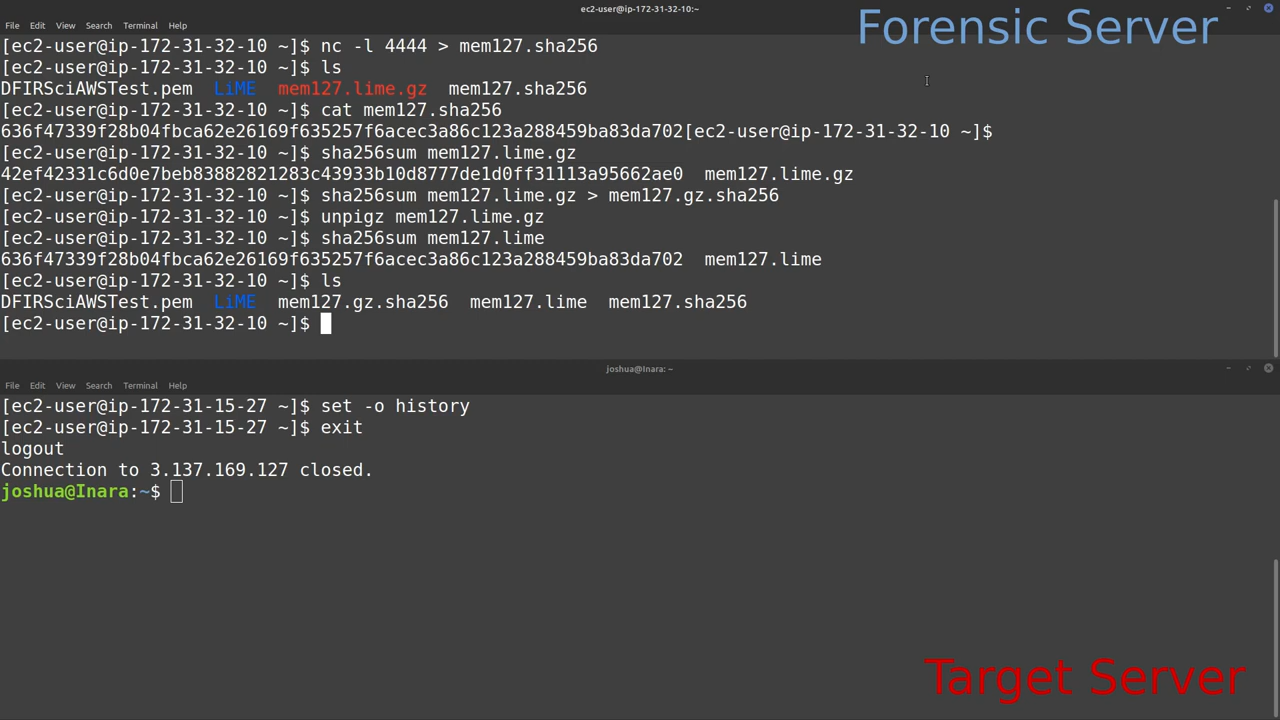 ec2-user@ip-172-31-32-10:~
File Edit View Search Terminal Help
Forensic Server
[ec2-user@ip-172-31-32-10 ~]$ nc -l 4444 > mem127.sha256
[ec2-user@ip-172-31-32-10 ~]$ ls
DFIRSciAWSTest.pem LiME mem127.lime.gz mem127.sha256
[ec2-user@ip-172-31-32-10 ~]$ cat mem127.sha256
636f47339f28b04fbca62e26169f635257f6acec3a86c123a288459ba83da702[ec2-user@ip-172-31-32-10 ~]$
[ec2-user@ip-172-31-32-10 ~]$ sha256sum mem127.lime.gz
42ef42331c6d0e7beb83882821283c43933b10d8777de1d0ff31113a95662ae0 mem127.lime.gz
[ec2-user@ip-172-31-32-10 ~]$ sha256sum mem127.lime.gz > mem127.gz.sha256
[ec2-user@ip-172-31-32-10 ~]$ unpigz mem127.lime.gz
[ec2-user@ip-172-31-32-10 ~]$ sha256sum mem127.lime
636f47339f28b04fbca62e26169f635257f6acec3a86c123a288459ba83da702 mem127.lime
[ec2-user@ip-172-31-32-10 ~]$ ls
DFIRSciAWSTest.pem LiME mem127.gz.sha256 mem127.lime mem127.sha256
[ec2-user@ip-172-31-32-10 ~]$
joshua@Inara: ~
File Edit View Search Terminal Help
[ec2-user@ip-172-31-15-27 ~]$ set -o history
[ec2-user@ip-172-31-15-27 ~]$ exit
logout
Connection to 3.137.169.127 closed.
joshua@Inara:~$
Target Server